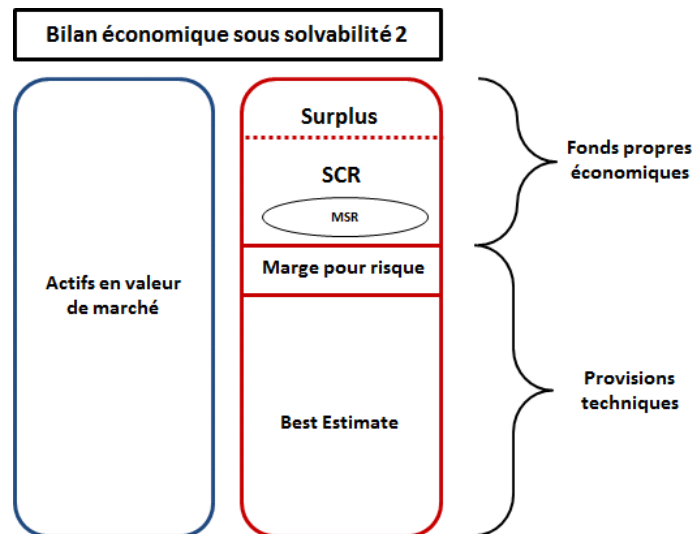 Bilan économique sous solvabilité 2
Surplus
SCR
MSR
Marge pour risque
Best Estimate
Actifs en valeur
de marché
Fonds propres
économiques
Provisions
techniques